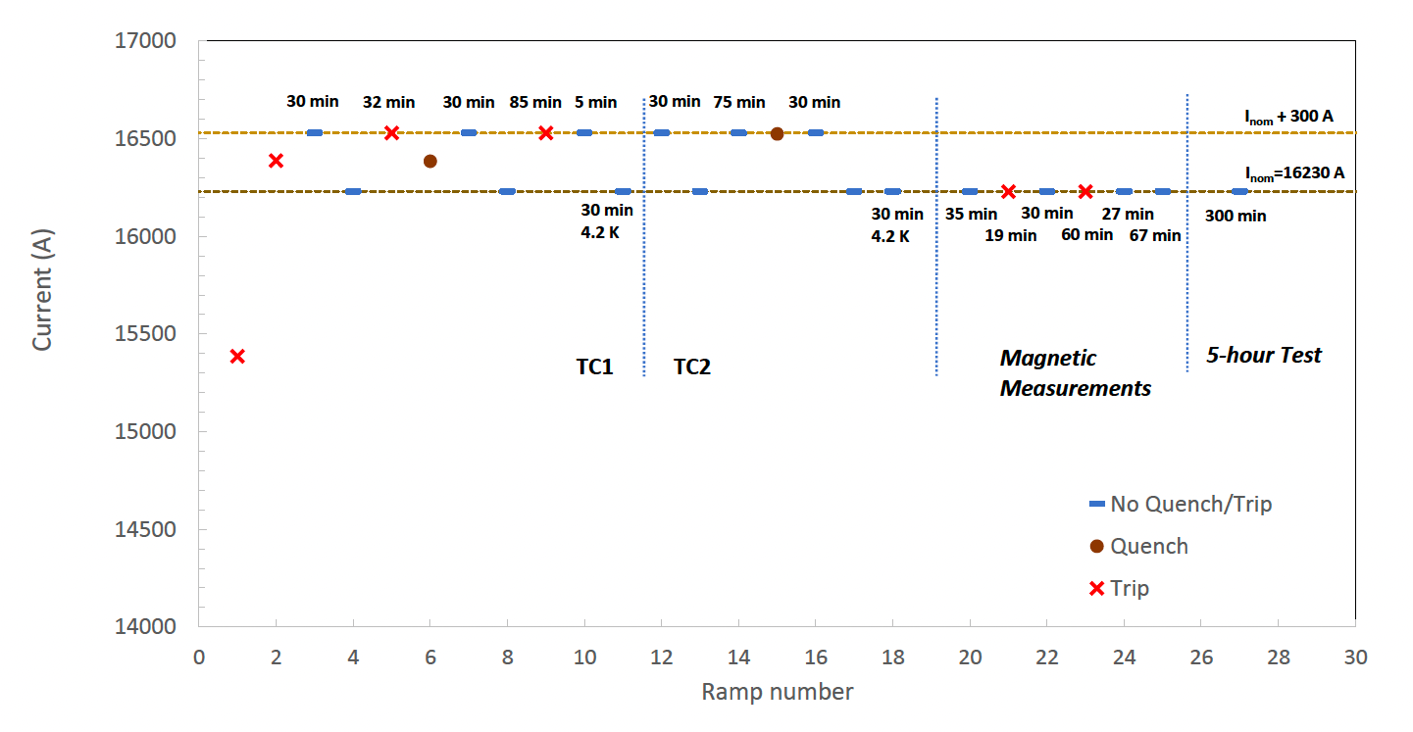 17000
16500
16000
15500
15000
14500
14000
Current (A)
30 min
32 min
30 min
85 min
5 min
30 min
75 min
30 min
Inom + 300 A
Inom=16230 A
30 min
4.2 K
30 min
4.2 K
35 min
19 min
30 min
60 min
27 min
67 min
300 min
TC1
TC2
Magnetic
Measurements
5-hour Test
No Quench/Trip
Quench
Trip
0 2 4 6 8 10 12 14 16 18 20 22 24 26 28 30
Ramp number